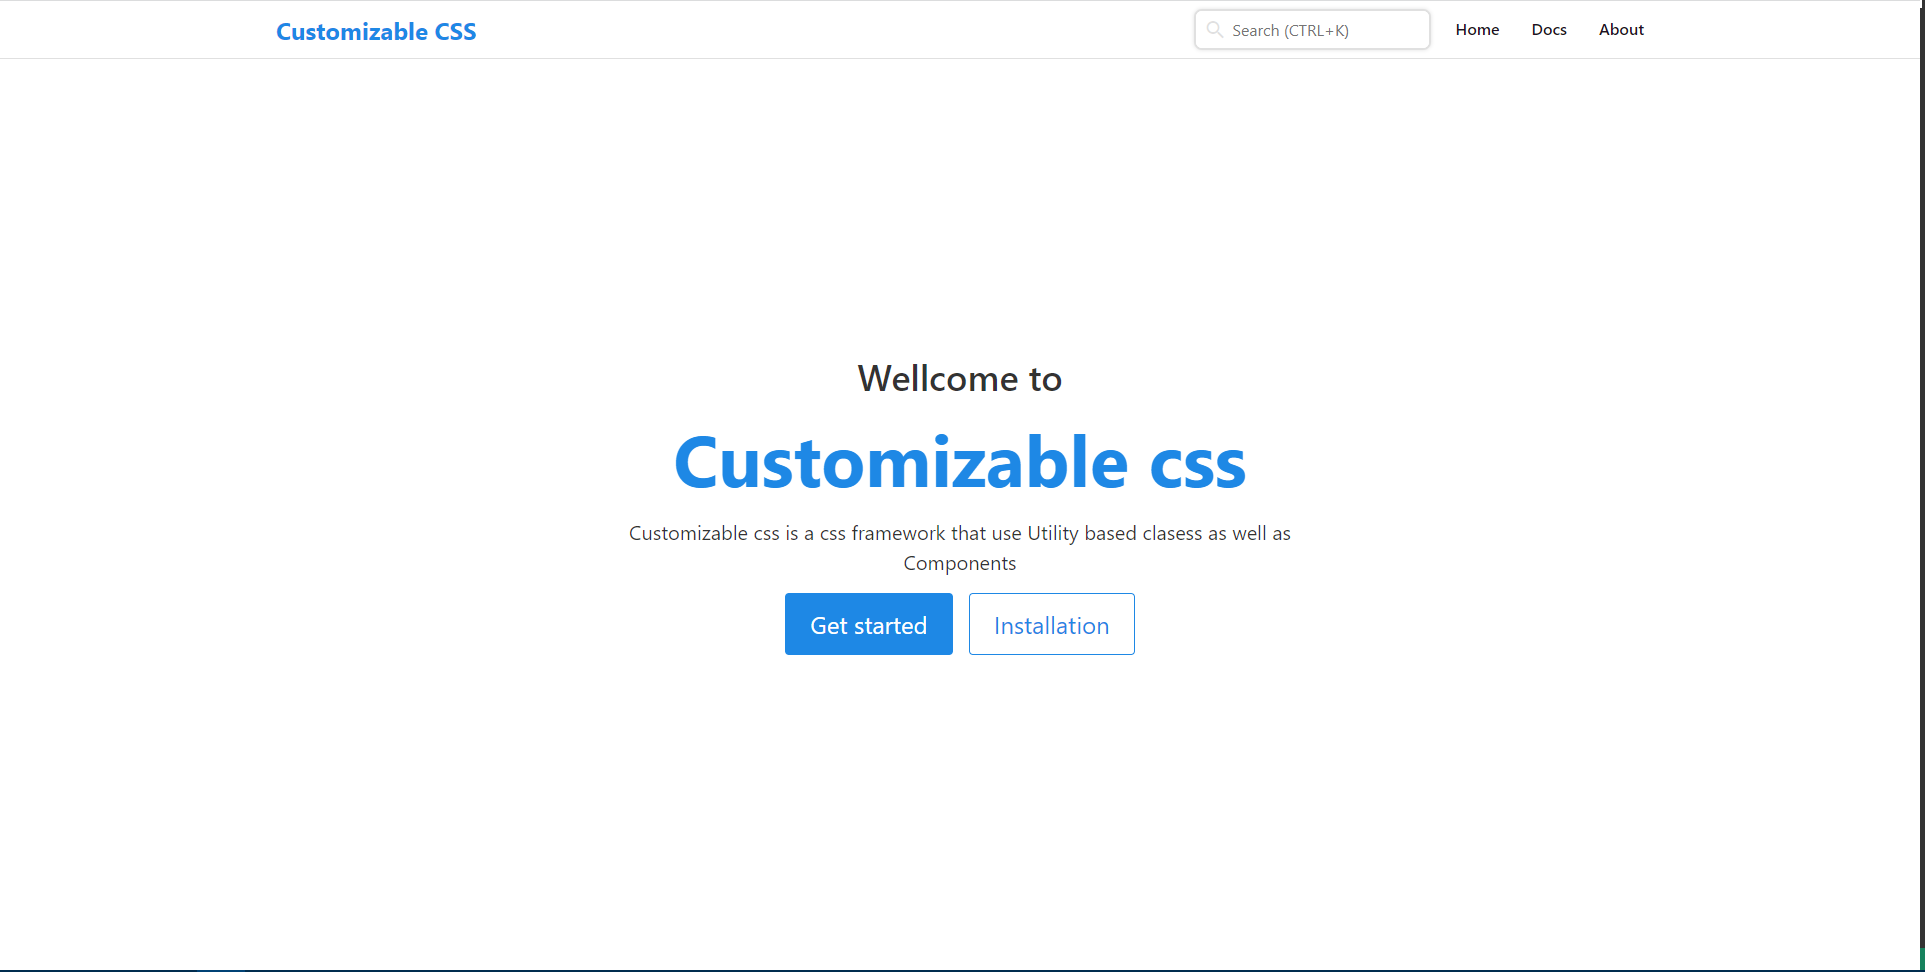 Customizable CSS
Search (CTRL+K)
Home
Docs
About
Wellcome to
Customizable css
Customizable css is a css framework that use Utility based clasess as well as
Components
Get started
Installation